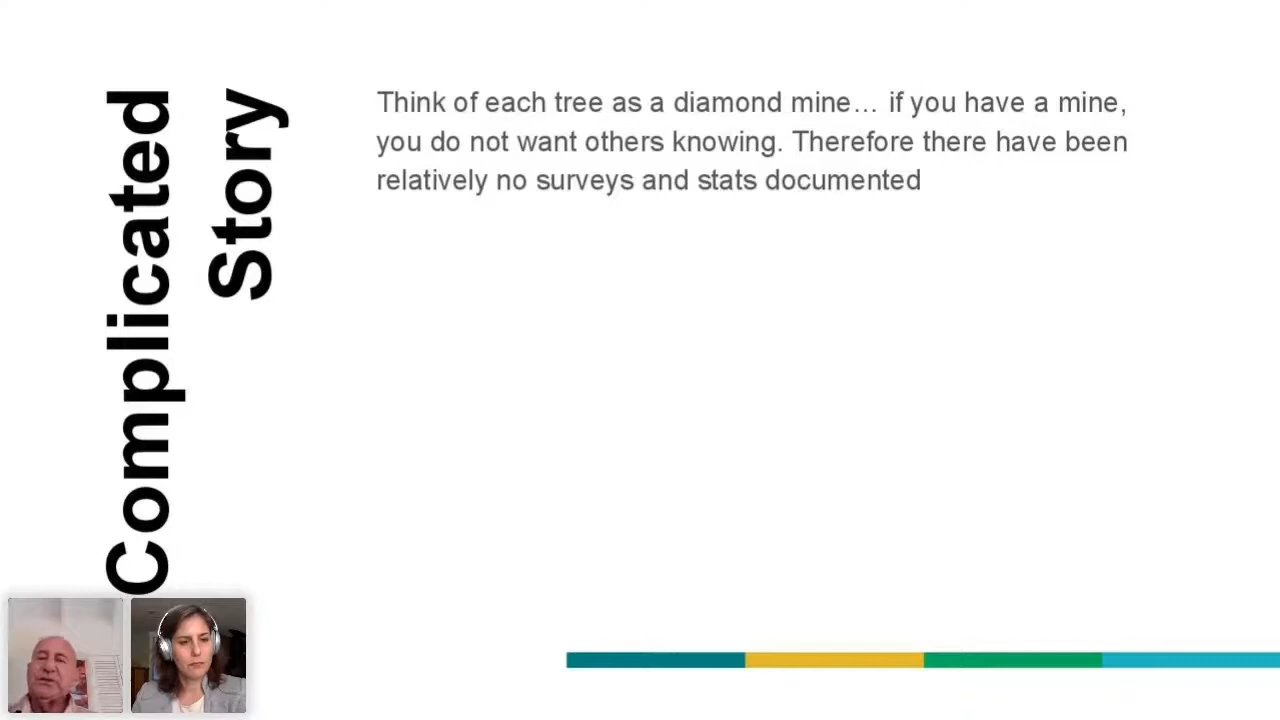 Complicated
Story
Think of each tree as a diamond mine… if you have a mine,
you do not want others knowing. Therefore there have been
relatively no surveys and stats documented